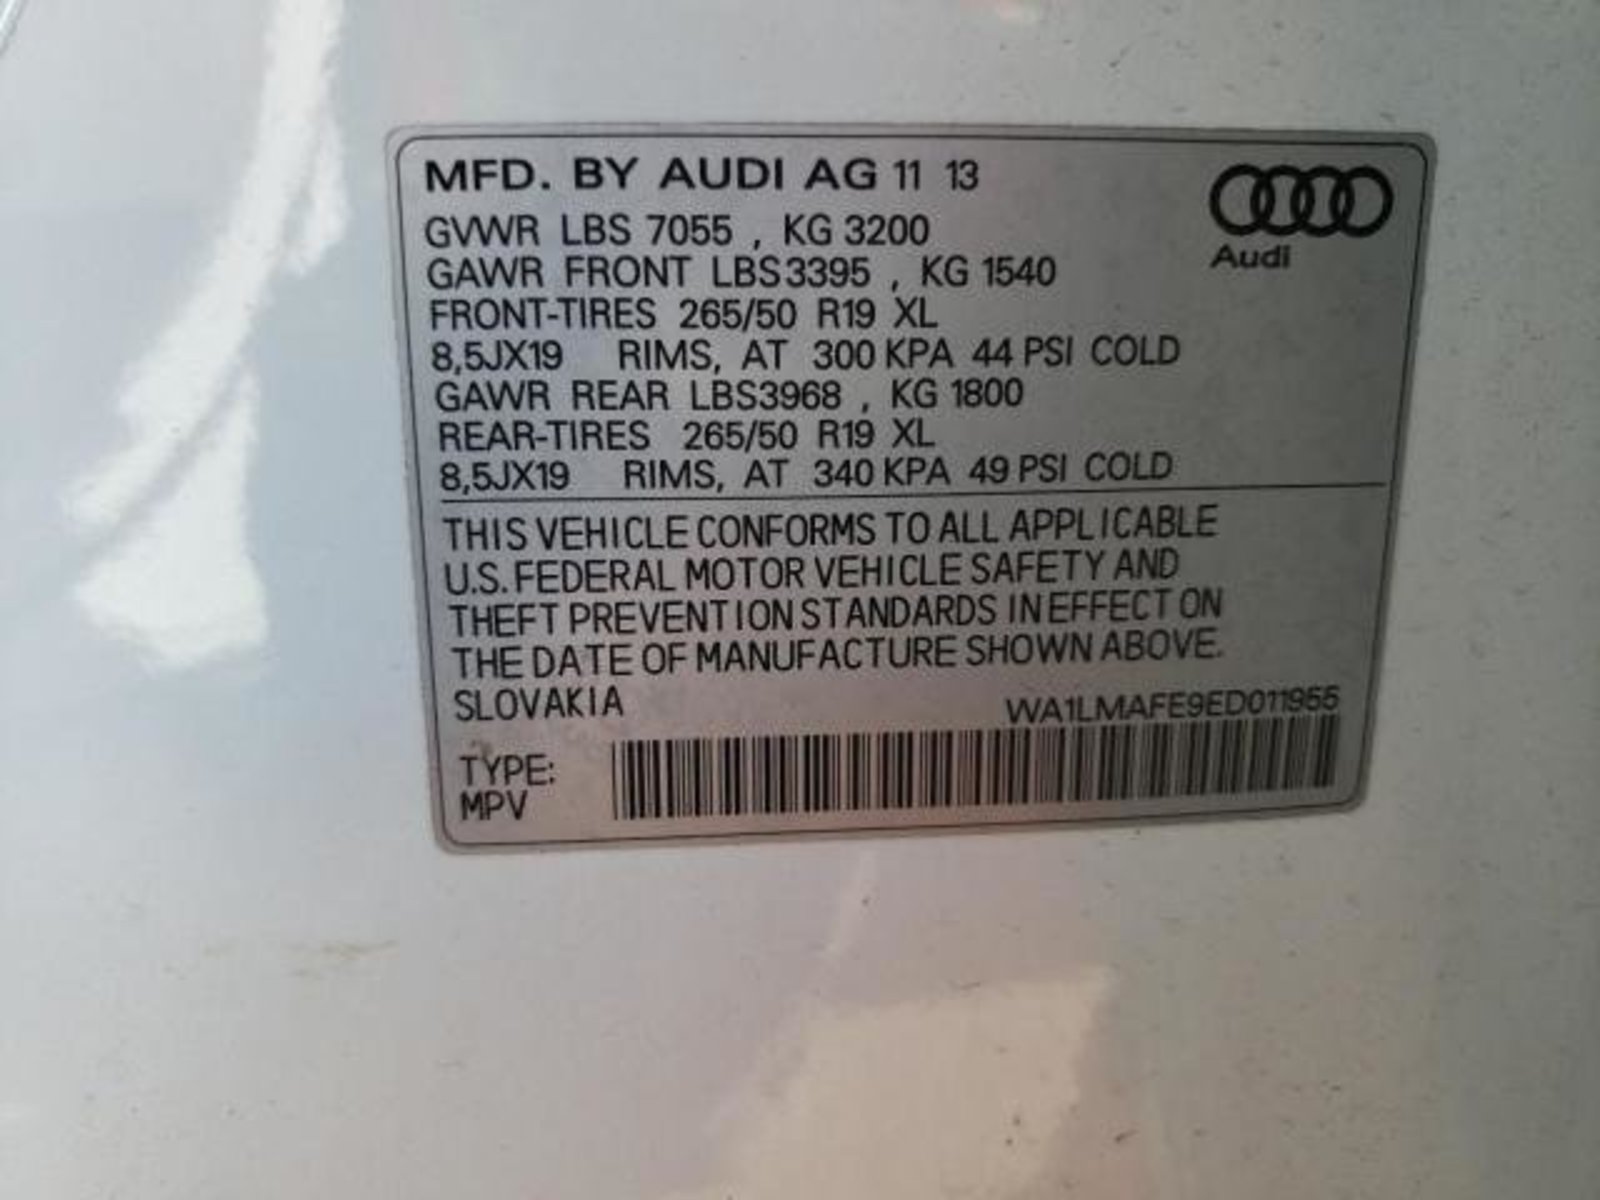 MFD. BY AUDI AG 11 13
Audi
GVWR LBS 7055 , KG 3200
GAWR FRONT LBS3395 , KG 1540
FRONT-TIRES 265/50 R19 XL
8,5JX19 RIMS, AT 300 KPA 44 PSI COLD
GAWR REAR LBS3968 , KG 1800
REAR-TIRES 265/50 R19 XL
8,5JX19 RIMS, AT 340 KPA 49 PSI COLD
THIS VEHICLE CONFORMS TO ALL APPLICABLE
U.S. FEDERAL MOTOR VEHICLE SAFETY AND
THEFT PREVENTION STANDARDS IN EFFECT ON
THE DATE OF MANUFACTURE SHOWN ABOVE.
SLOVAKIA
WA1LMAFE9ED011955
TYPE:
MPV